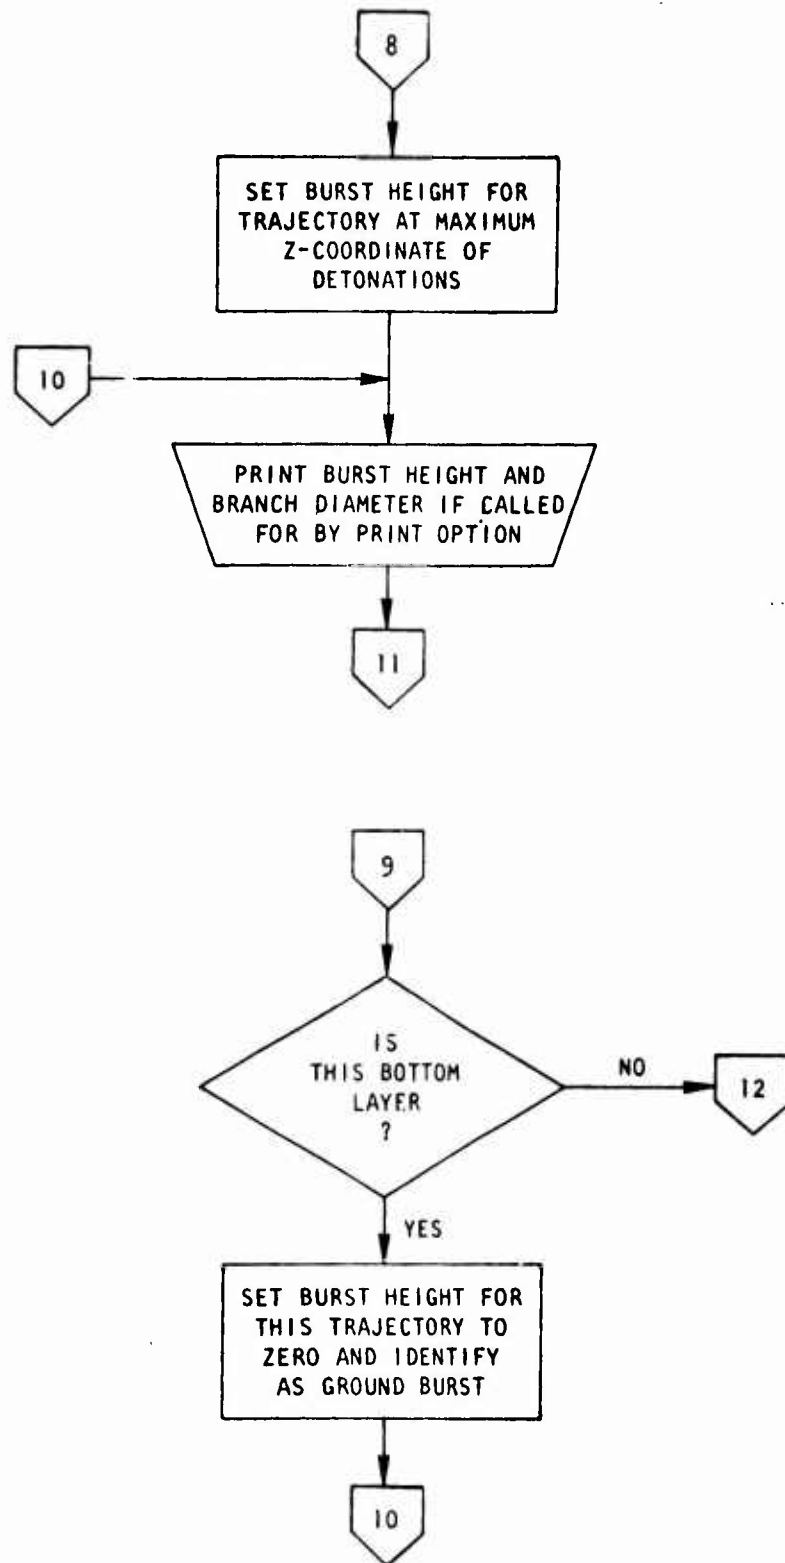 8
SET BURST HEIGHT FOR
TRAJECTORY AT MAXIMUM
Z-COORDINATE OF
DETONATIONS
10
PRINT BURST HEIGHT AND
BRANCH DIAMETER IF CALLED
FOR BY PRINT OPTION
11
9
IS
THIS BOTTOM
LAYER
?
NO
12
YES
SET BURST HEIGHT FOR
THIS TRAJECTORY TO
ZERO AND IDENTIFY
AS GROUND BURST
10